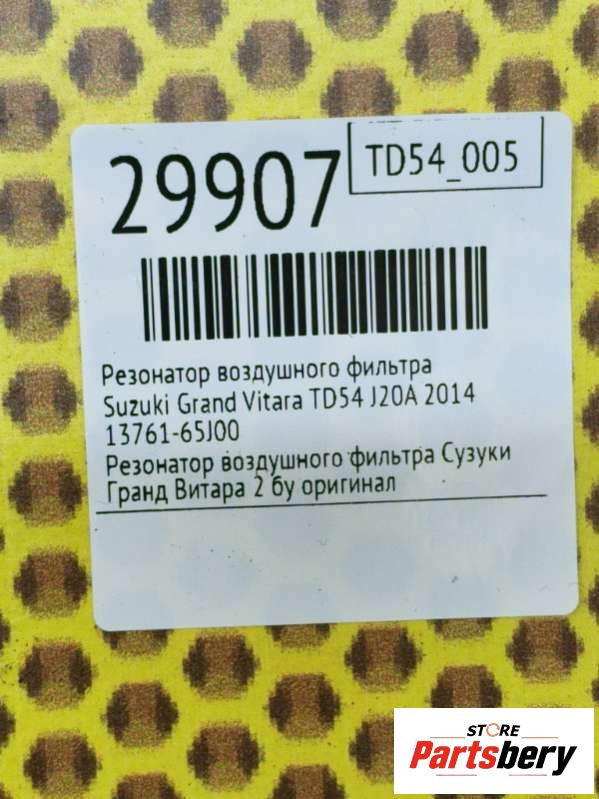 29907
TD54_005
Резонатор воздушного фильтра
Suzuki Grand Vitara TD54 J20A 2014
13761-65J00
Резонатор воздушного фильтра Сузуки
Гранд Витара 2 бу оригинал
STORE
Partsbery